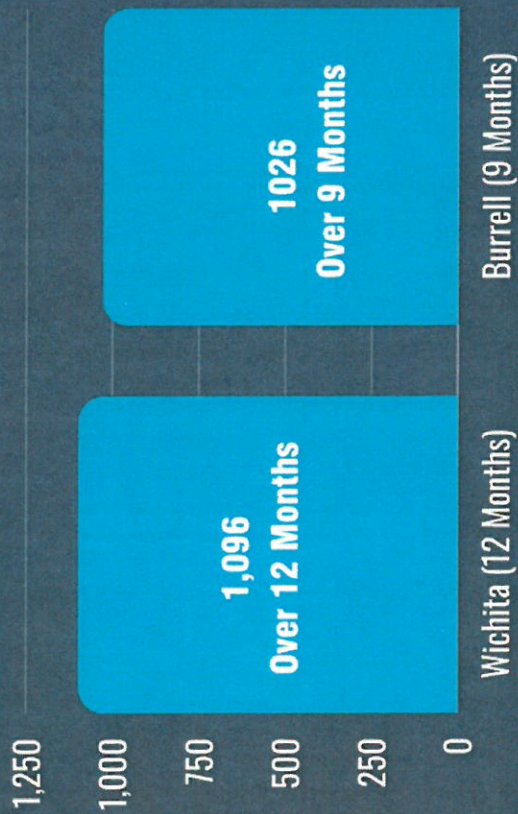 1,250
1,000
750
500
250
0
1,096
Over 12 Months
1026
Over 9 Months
Wichita (12 Months)
Burrell (9 Months)